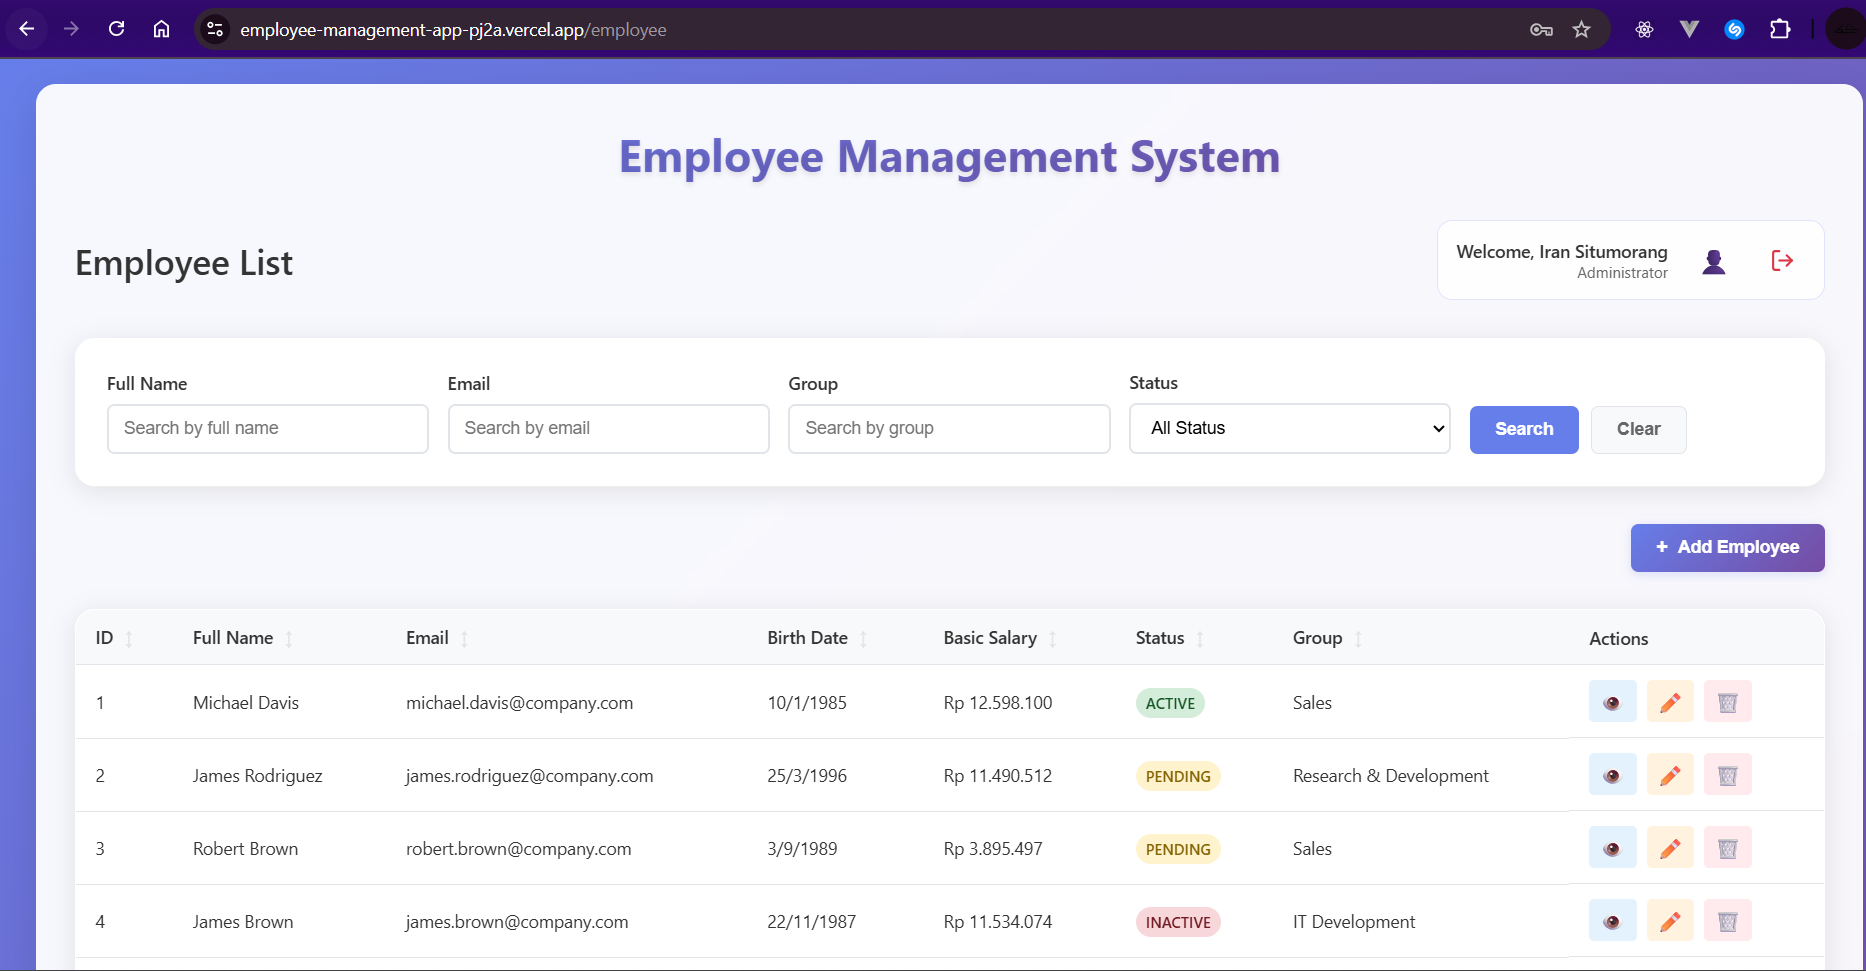 employee-management-app-pj2a.vercel.app/employee
Employee Management System
Employee List
Welcome, Iran Situmorang
Administrator
Full Name Email Group Status
Search by full name Search by email Search by group All Status Search Clear
+ Add Employee
ID Full Name Email Birth Date Basic Salary Status Group Actions
1 Michael Davis michael.davis@company.com 10/1/1985 Rp 12.598.100 ACTIVE Sales
2 James Rodriguez james.rodriguez@company.com 25/3/1996 Rp 11.490.512 PENDING Research & Development
3 Robert Brown robert.brown@company.com 3/9/1989 Rp 3.895.497 PENDING Sales
4 James Brown james.brown@company.com 22/11/1987 Rp 11.534.074 INACTIVE IT Development